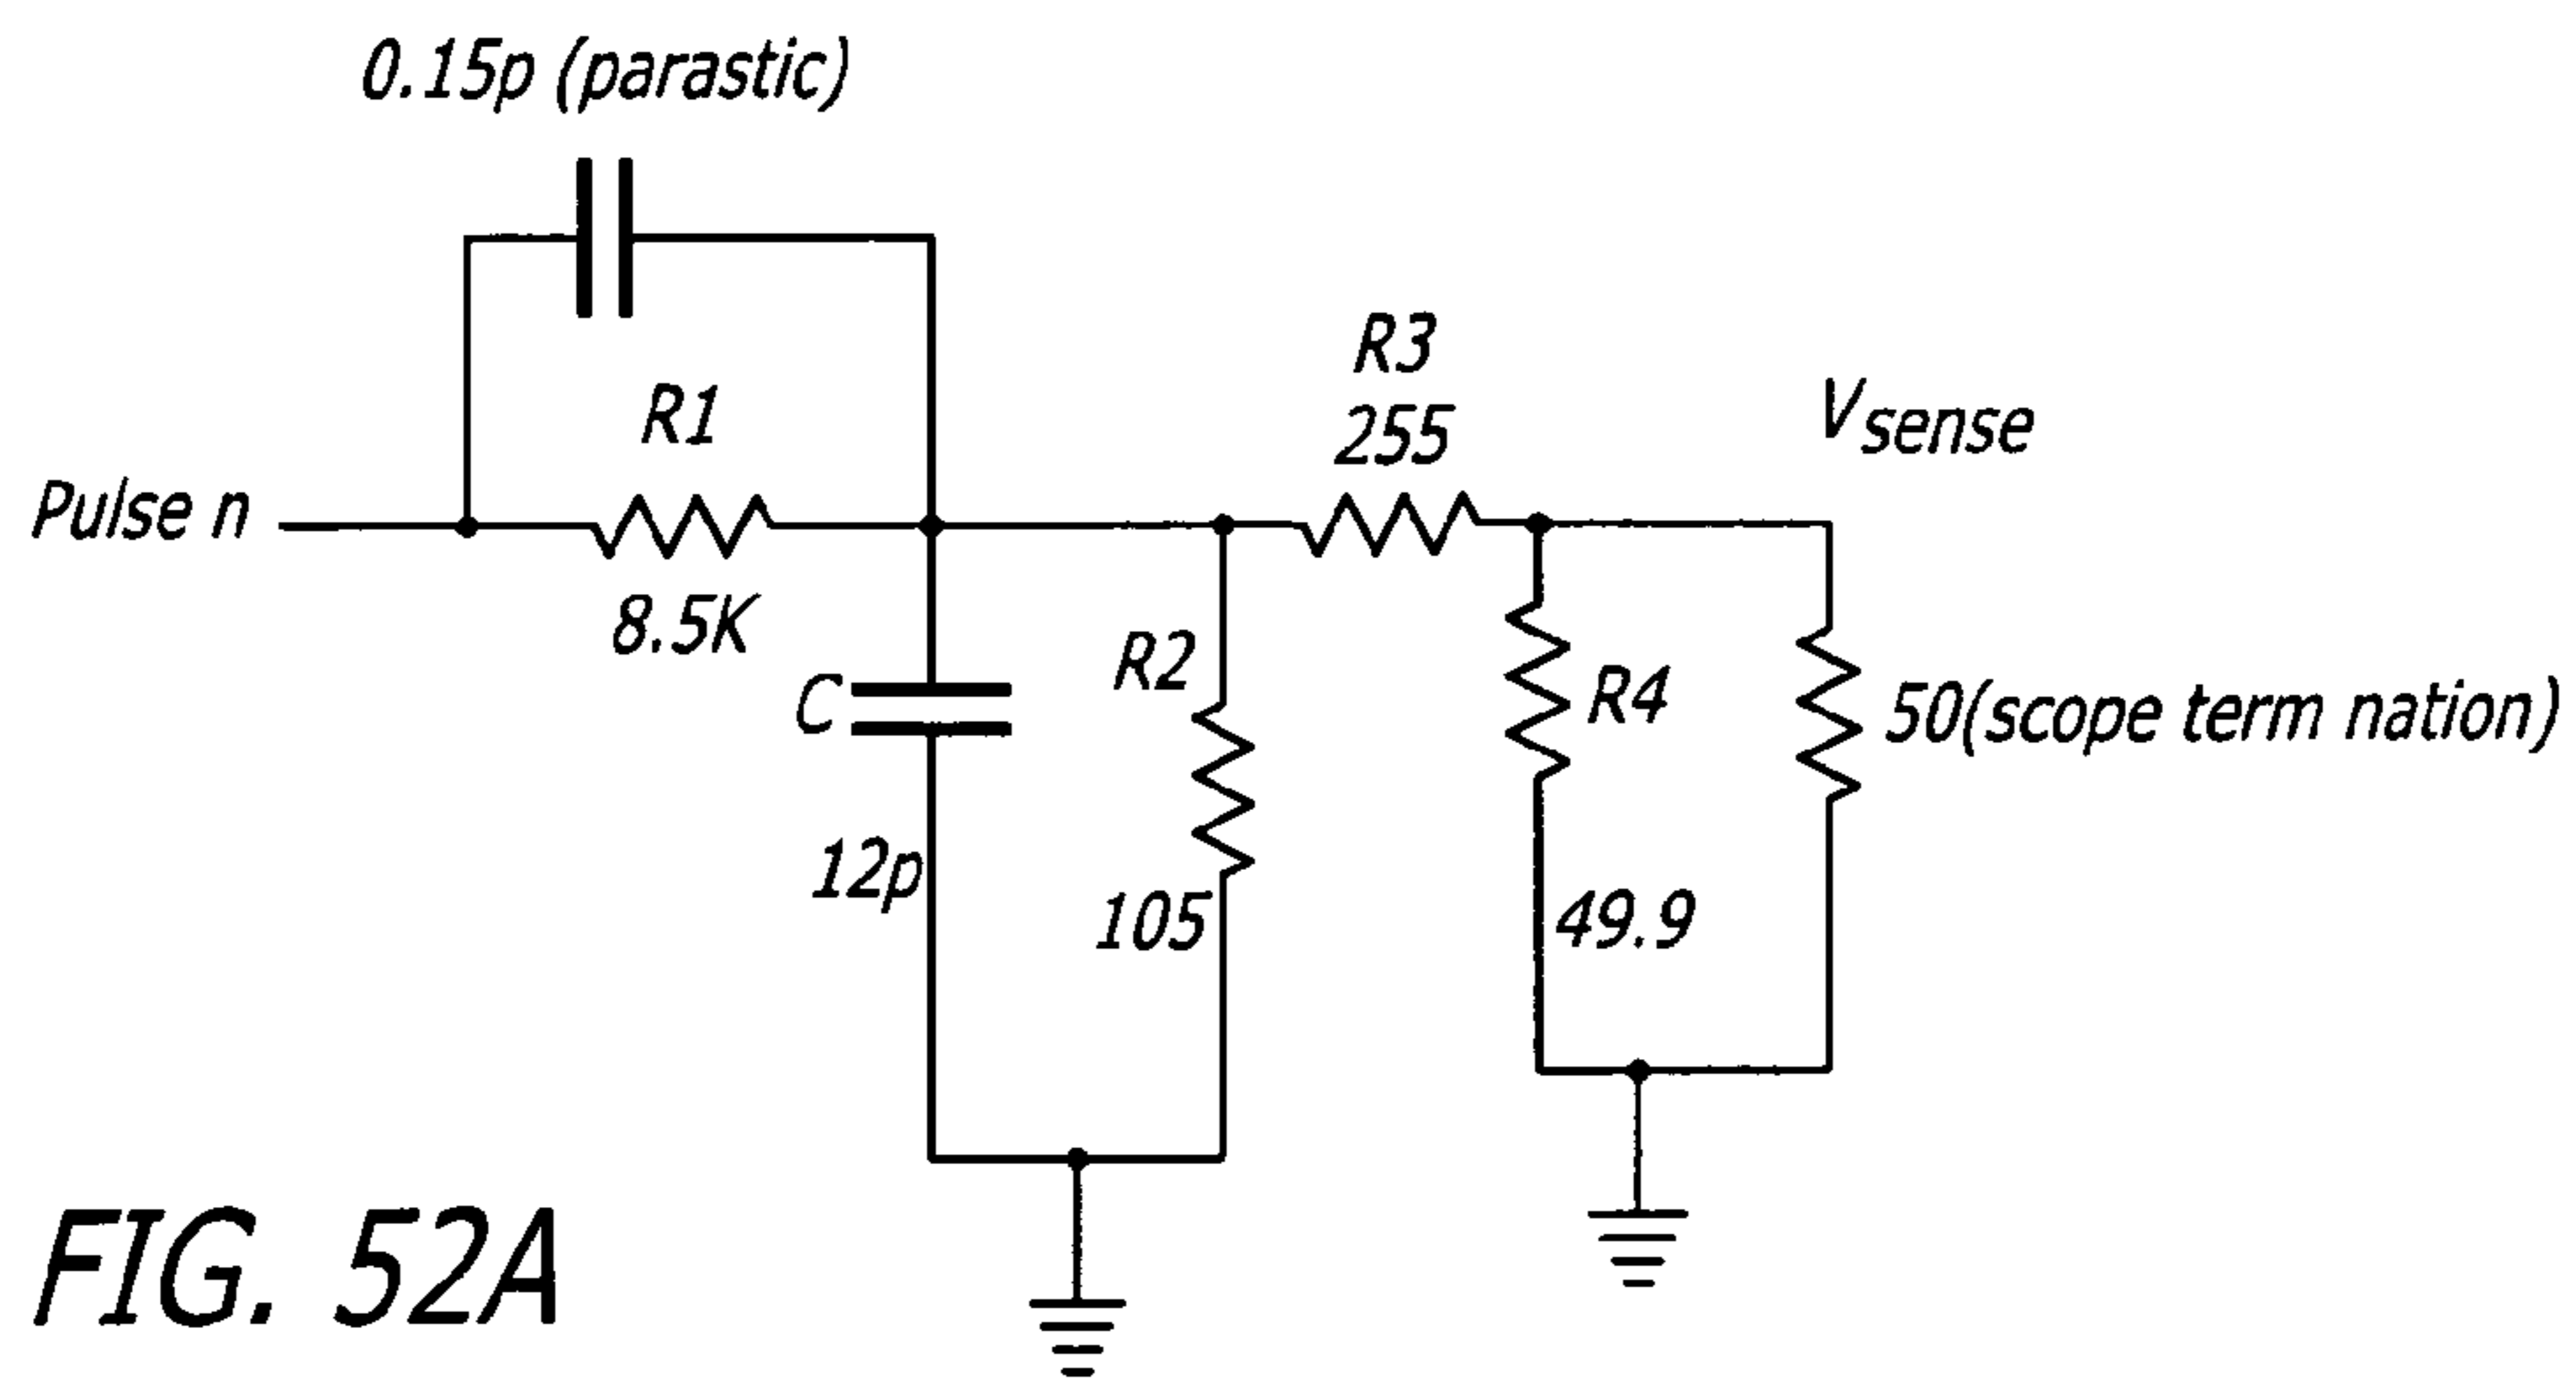 0.15p (parastic)
R1
R3
255
Vsense
Pulse n
8.5K
C
R2
R4
50(scope term nation)
12p
105
49.9
FIG. 52A